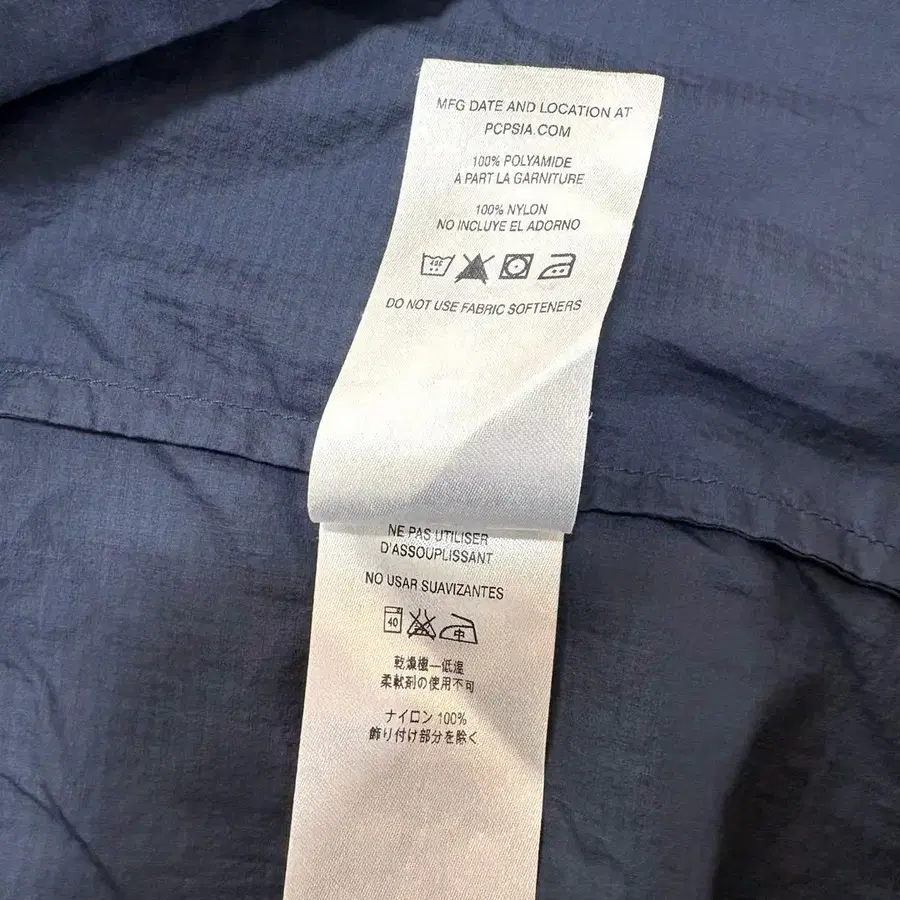 MFG DATE AND LOCATION AT
PCPSIA.COM
100% POLYAMIDE
A PART LA GARNITURE
100% NYLON
NO INCLUYE EL ADORNO
40C
DO NOT USE FABRIC SOFTENERS
NE PAS UTILISER
D'ASSOUPLISSANT
NO USAR SUAVIZANTES
40 中
乾燥機—低温
柔軟剤の使用不可
ナイロン 100%
飾り付け部分を除く